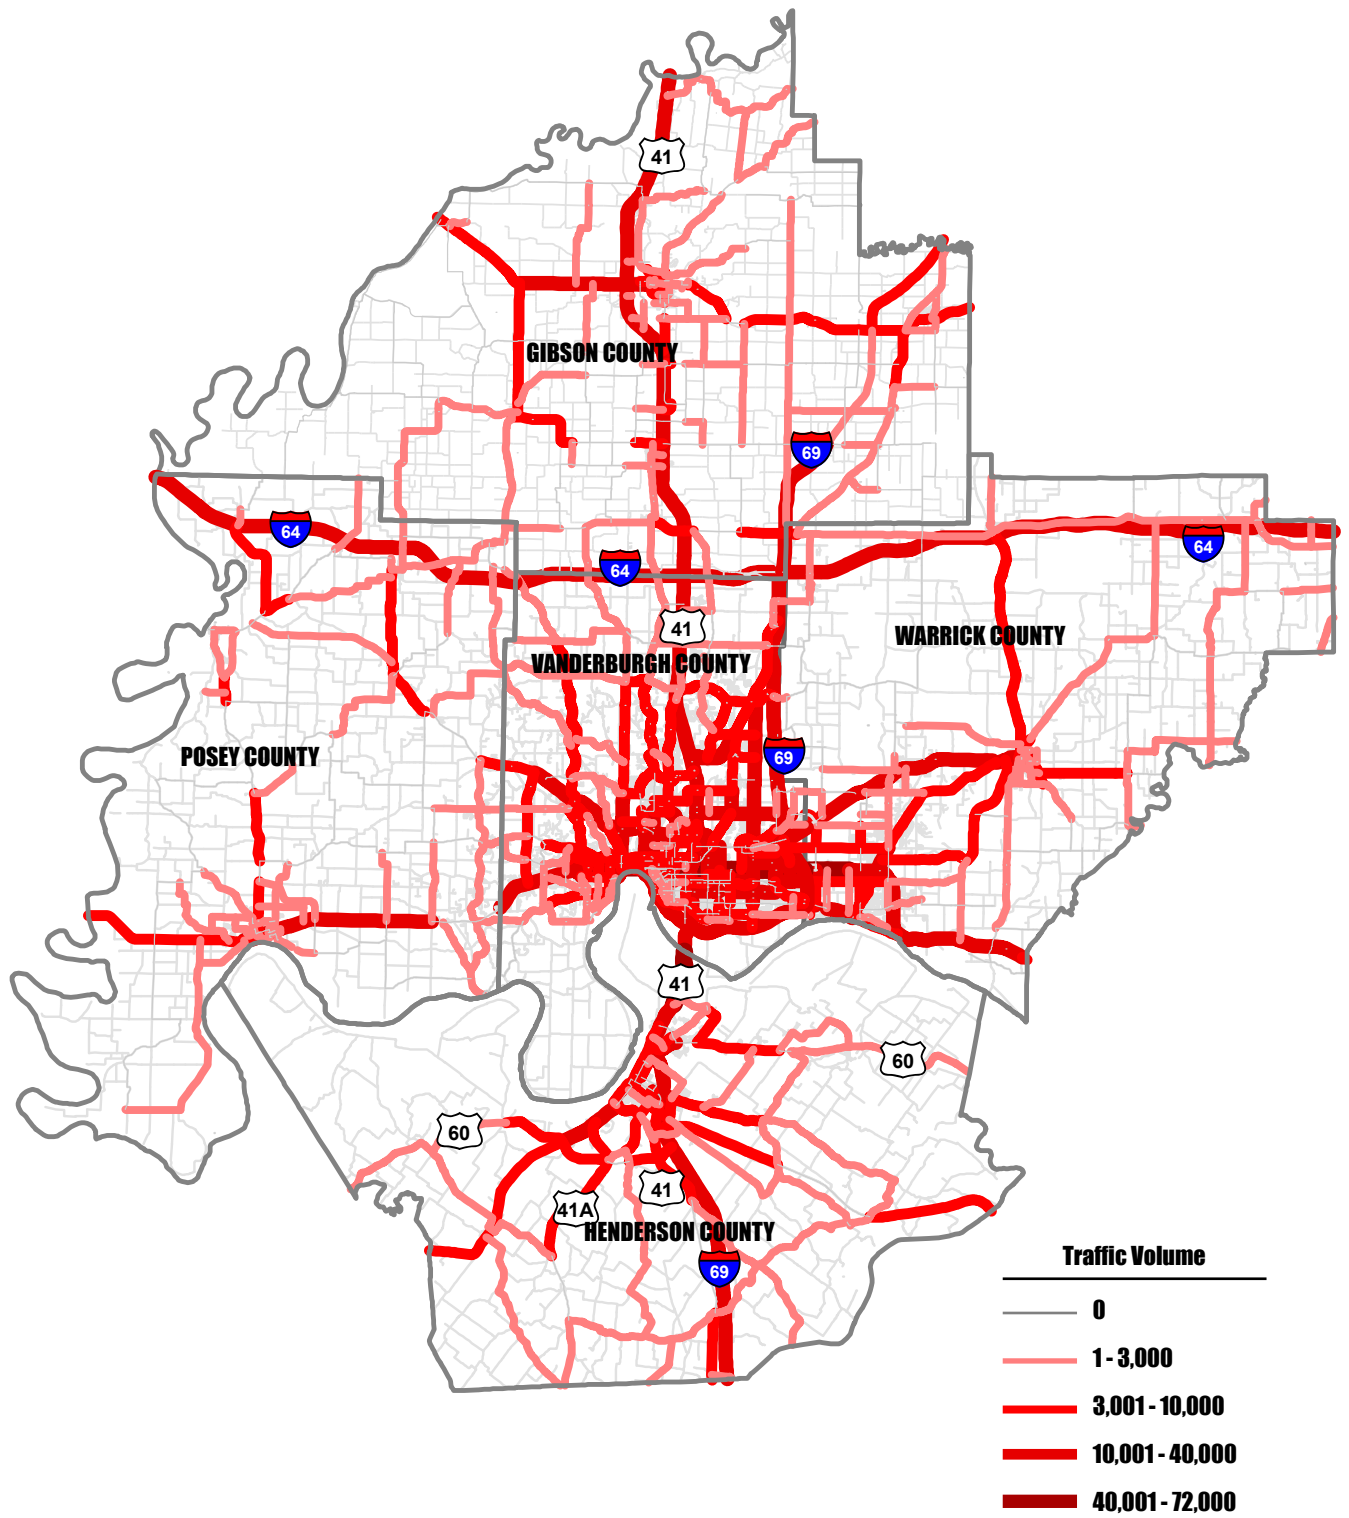 41
GIBSON COUNTY
69
64
64
64
41
WARRICK COUNTY
VANDERBURGH COUNTY
POSEY COUNTY
69
41
60
60
41
41A
HENDERSON COUNTY
69
Traffic Volume
0
1 - 3,000
3,001 - 10,000
10,001 - 40,000
40,001 - 72,000